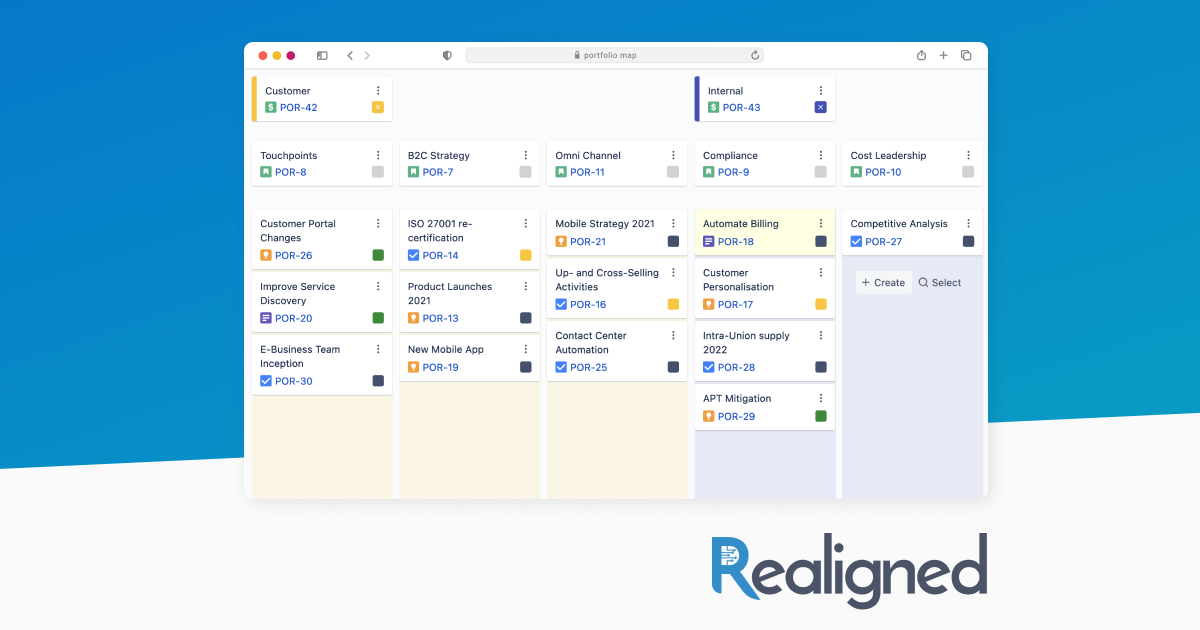 portfolio map
Customer
POR-42
Internal
POR-43
Touchpoints
POR-8
B2C Strategy
POR-7
Omni Channel
POR-11
Compliance
POR-9
Cost Leadership
POR-10
Customer Portal
Changes
POR-26
Improve Service
Discovery
POR-20
E-Business Team
Inception
POR-30
ISO 27001 re-
certification
POR-14
Product Launches
2021
POR-13
New Mobile App
POR-19
Mobile Strategy 2021
POR-21
Up- and Cross-Selling
Activities
POR-16
Contact Center
Automation
POR-25
Automate Billing
POR-18
Customer
Personalisation
POR-17
Intra-Union supply
2022
POR-28
APT Mitigation
POR-29
Competitive Analysis
POR-27
+ Create
Select
Realigned